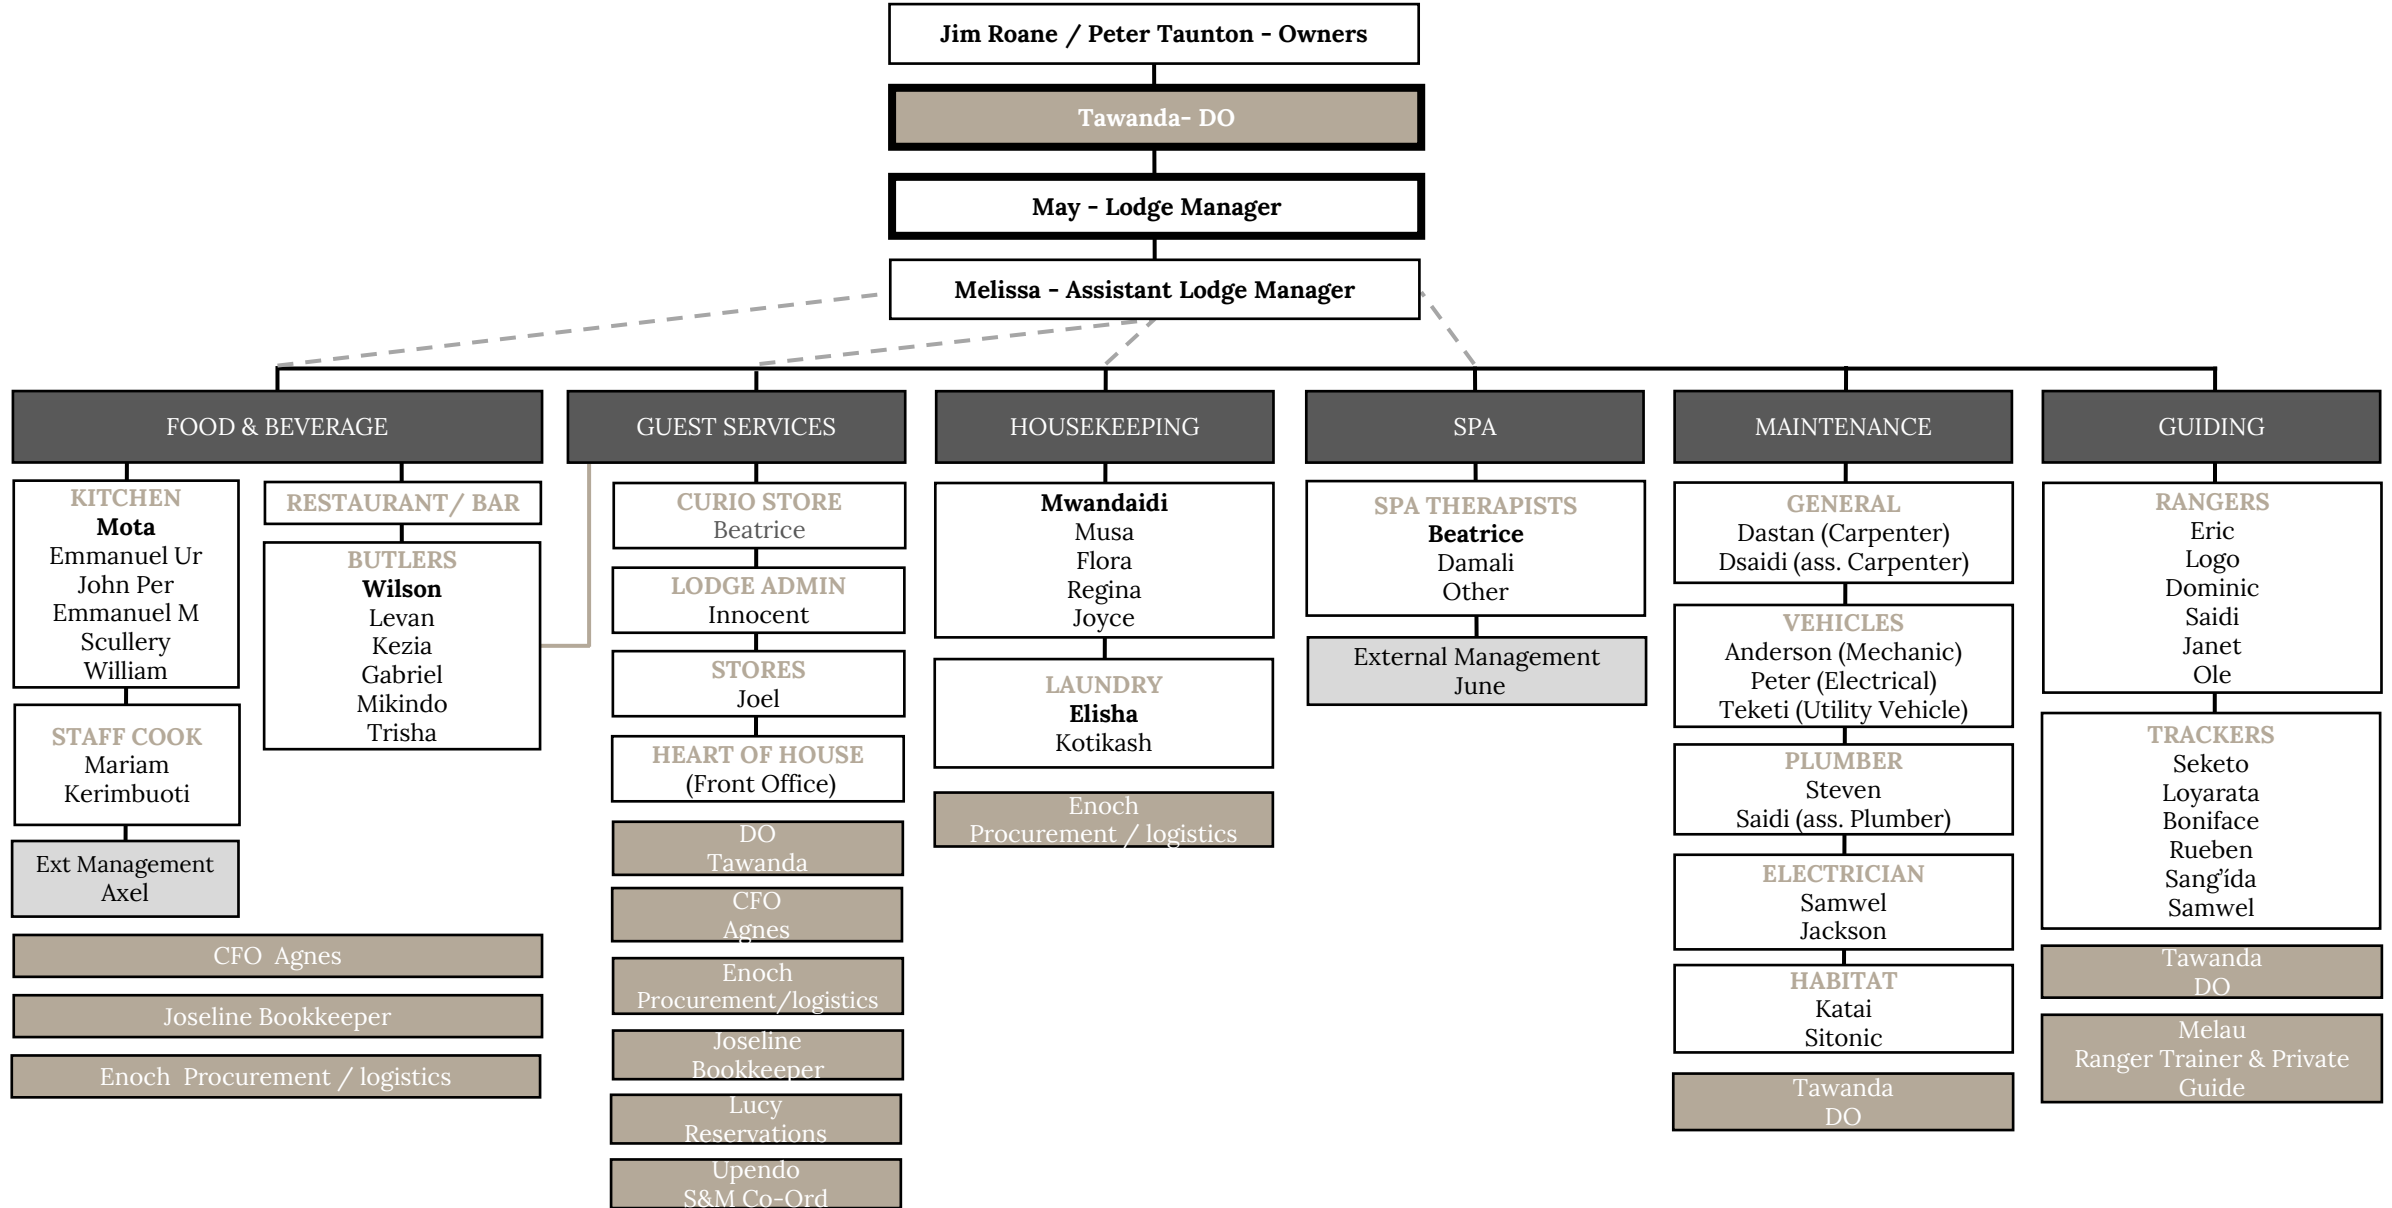 Jim Roane / Peter Taunton - Owners
Tawanda- DO
May - Lodge Manager
Melissa - Assistant Lodge Manager
FOOD & BEVERAGE
KITCHEN
Mota
Emmanuel Ur
John Per
Emmanuel M
Scullery
William
STAFF COOK
Mariam
Kerimbuoti
Ext Management
Axel
RESTAURANT/ BAR
BUTLERS
Wilson
Levan
Kezia
Gabriel
Mikindo
Trisha
CFO  Agnes
Joseline Bookkeeper
Enoch  Procurement / logistics
GUEST SERVICES
CURIO STORE
Beatrice
LODGE ADMIN
Innocent
STORES
Joel
HEART OF HOUSE
(Front Office)
DO
Tawanda
CFO
Agnes
Enoch
Procurement/logistics
Joseline
Bookkeeper
Lucy
Reservations
Upendo
S&M Co-Ord
HOUSEKEEPING
Mwandaidi
Musa
Flora
Regina
Joyce
LAUNDRY
Elisha
Kotikash
Enoch
Procurement / logistics
SPA
SPA THERAPISTS
Beatrice
Damali
Other
External Management
June
MAINTENANCE
GENERAL
Dastan (Carpenter)
Dsaidi (ass. Carpenter)
VEHICLES
Anderson (Mechanic)
Peter (Electrical)
Teketi (Utility Vehicle)
PLUMBER
Steven
Saidi (ass. Plumber)
ELECTRICIAN
Samwel
Jackson
HABITAT
Katai
Sitonic
Tawanda
DO
GUIDING
RANGERS
Eric
Logo
Dominic
Saidi
Janet
Ole
TRACKERS
Seketo
Loyarata
Boniface
Rueben
Sang’ída
Samwel
Tawanda
DO
Melau
Ranger Trainer & Private
Guide